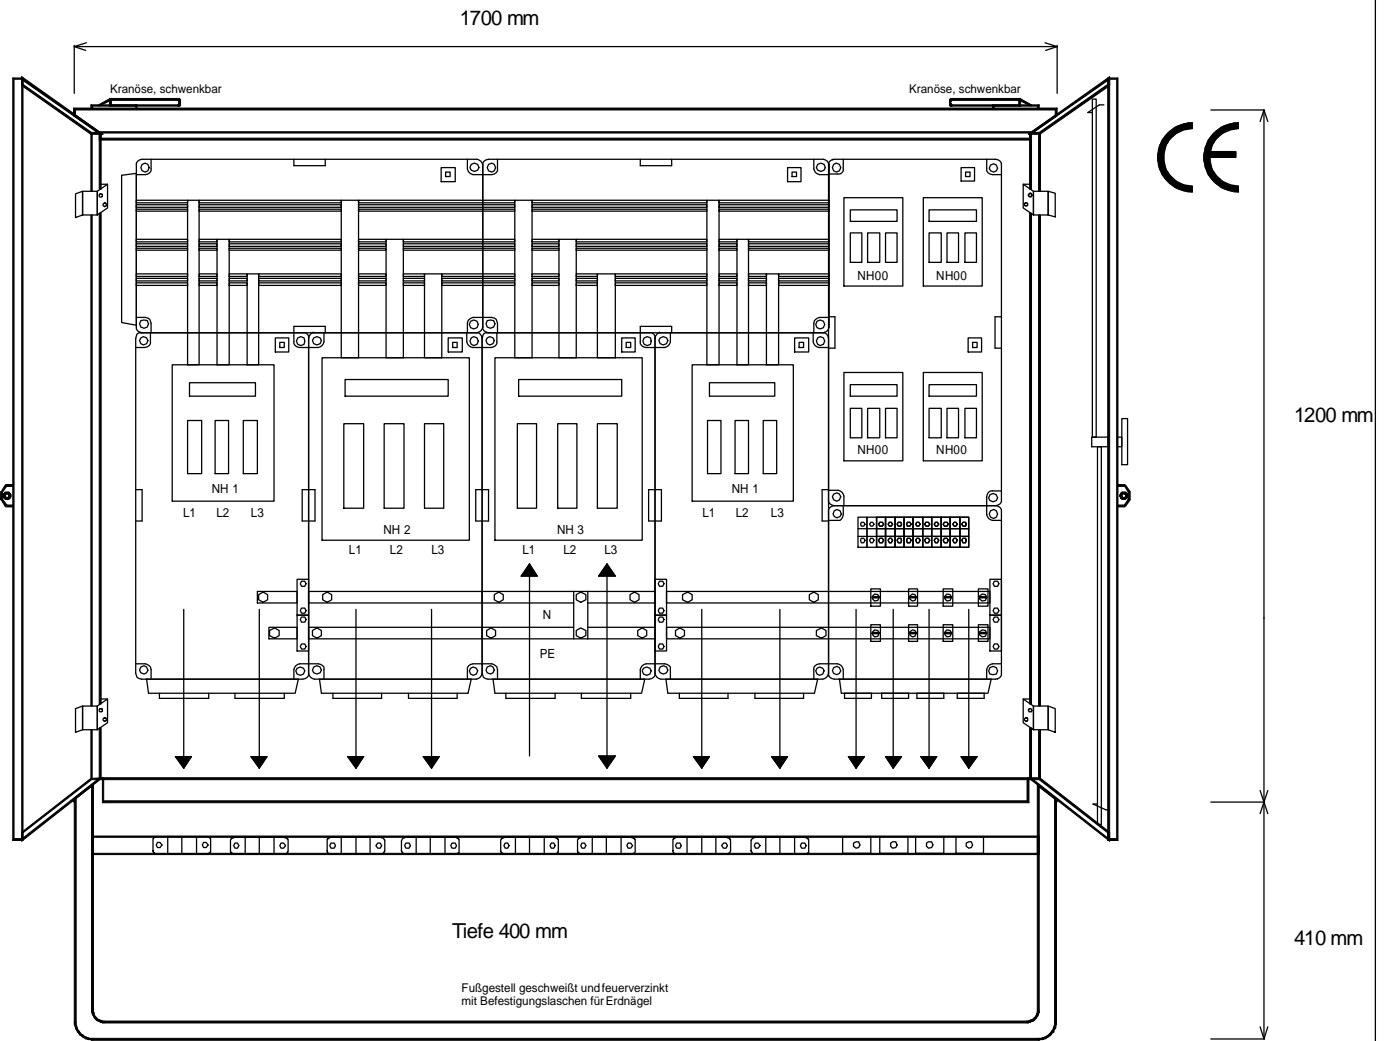 1700 mm
Kranöse, schwenkbar
Kranöse, schwenkbar
CE
NH00
NH00
1200 mm
NH00
NH00
NH 1
L1 L2 L3
NH 2
L1 L2 L3
NH 3
L1 L2 L3
NH 1
L1 L2 L3
N
PE
Tiefe 400 mm
410 mm
Fußgestell geschweißt und feuerverzinkt
mit Befestigungslaschen für Erdnägel